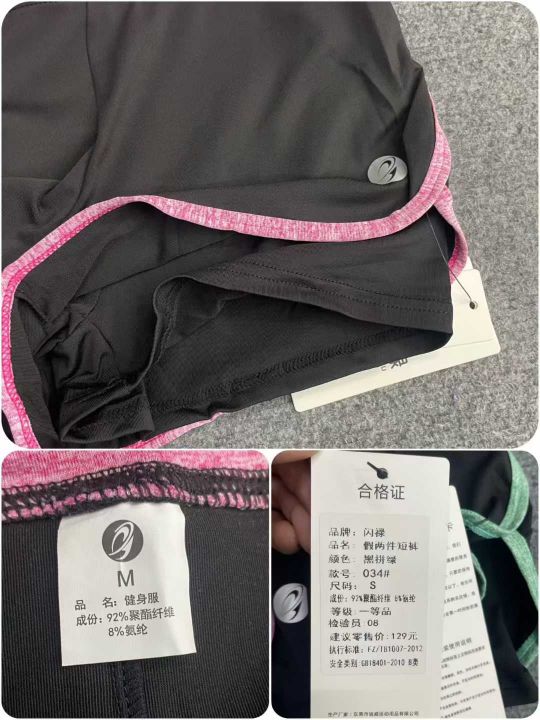 M
品 名: 健身服
成份: 92%聚酯纤维
8%氨纶
合格证
品牌: 闪禄
品名: 假两件短裤
颜色: 黑拼绿
款号: 034#
尺码: S
成份: 92%聚酯纤维 8%氨纶
等级: 一等品
检验员: 08
建议零售价: 129元
执行标准: FZ/T81007-2012
安全类别: GB18401-2010 B类